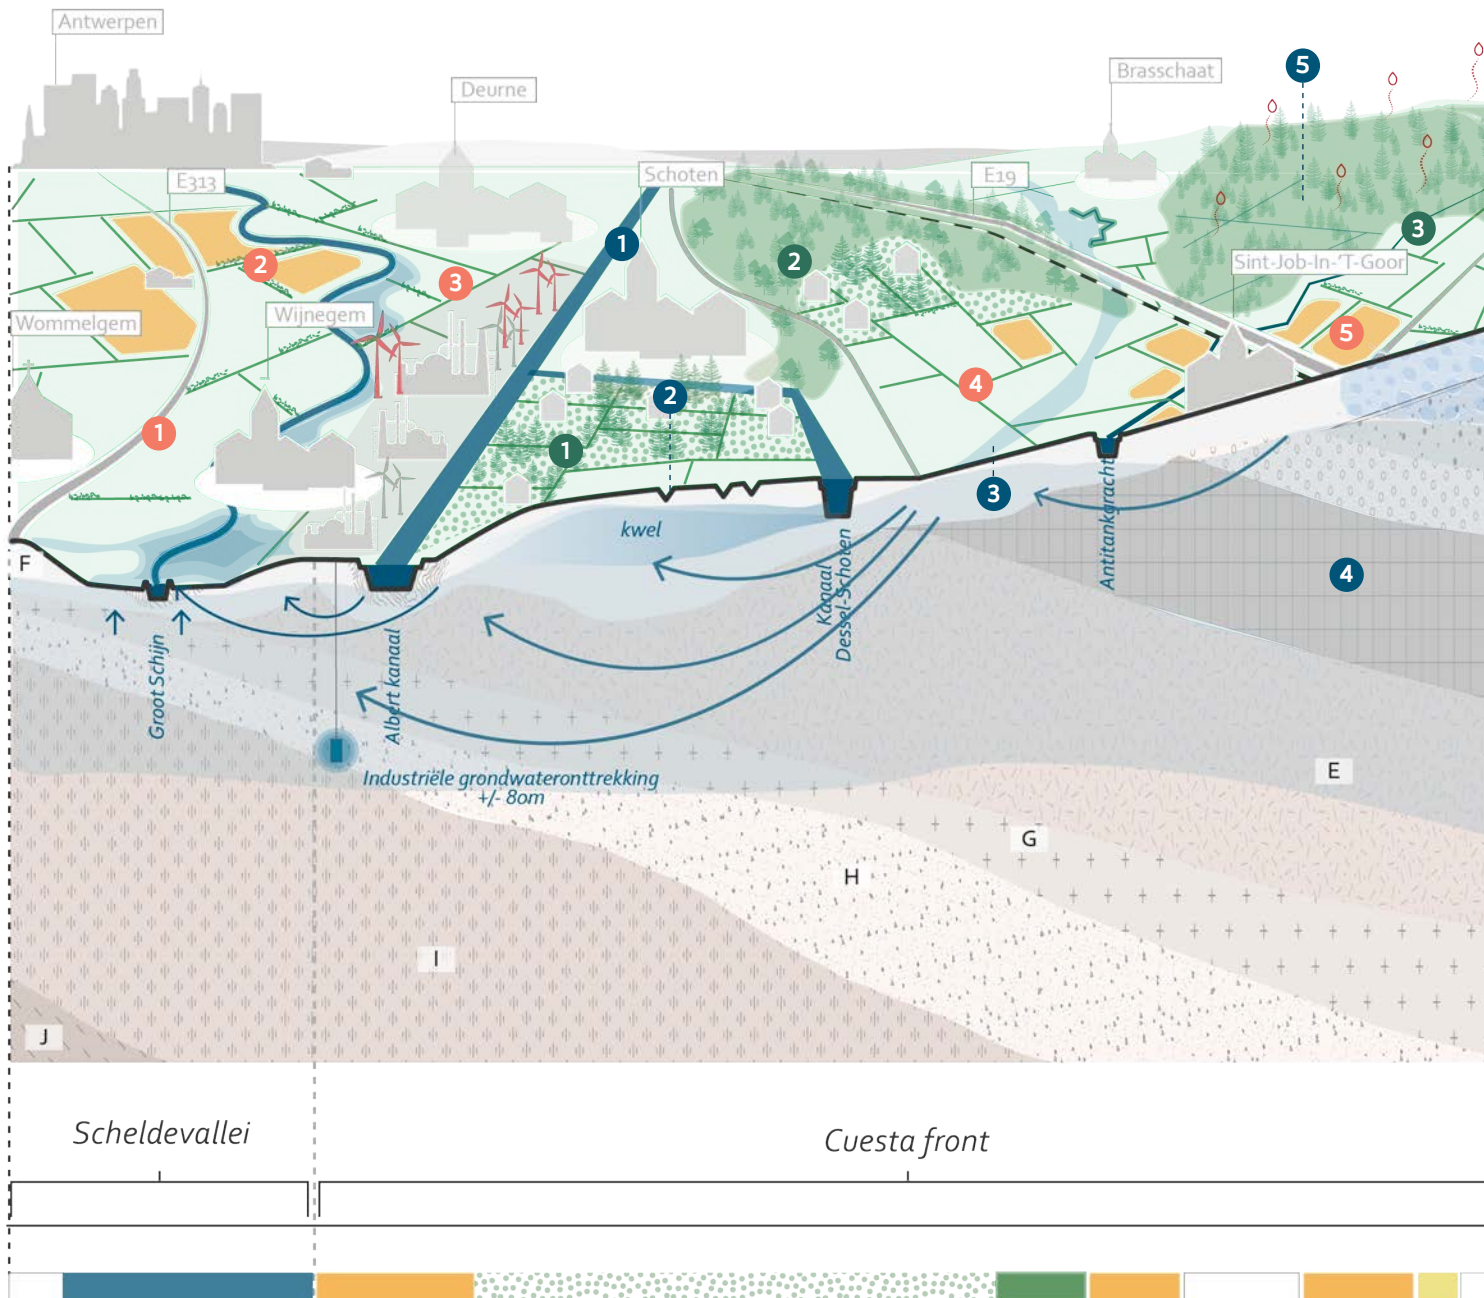 Antwerpen
Deurne
Brasschaat
5
E313
Schoten
E19
1
2
3
2
3
Sint-Job-In-'T-Goor
Wommelgem
Wijnegem
5
4
2
1
1
3
kwel
F
4
Antitankgracht
Kanaal
Dessel-Schoten
Groot Schijn
Albert kanaal
Industriële grondwateronttrekking
+/- 80m
E
G
H
I
J
Scheldevallei
Cuesta front